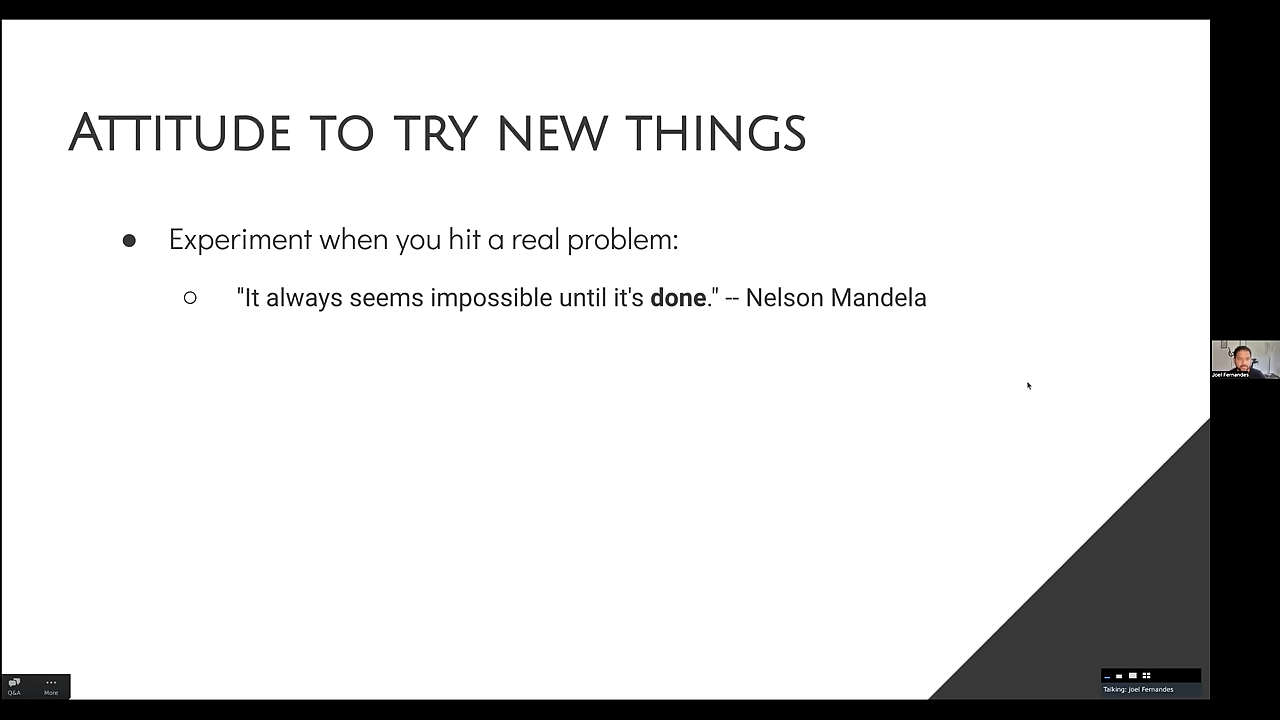 ATTITUDE TO TRY NEW THINGS
● Experiment when you hit a real problem:
○ "It always seems impossible until it's done." -- Nelson Mandela
Joel Fernandes
Q&A More
Talking: Joel Fernandes